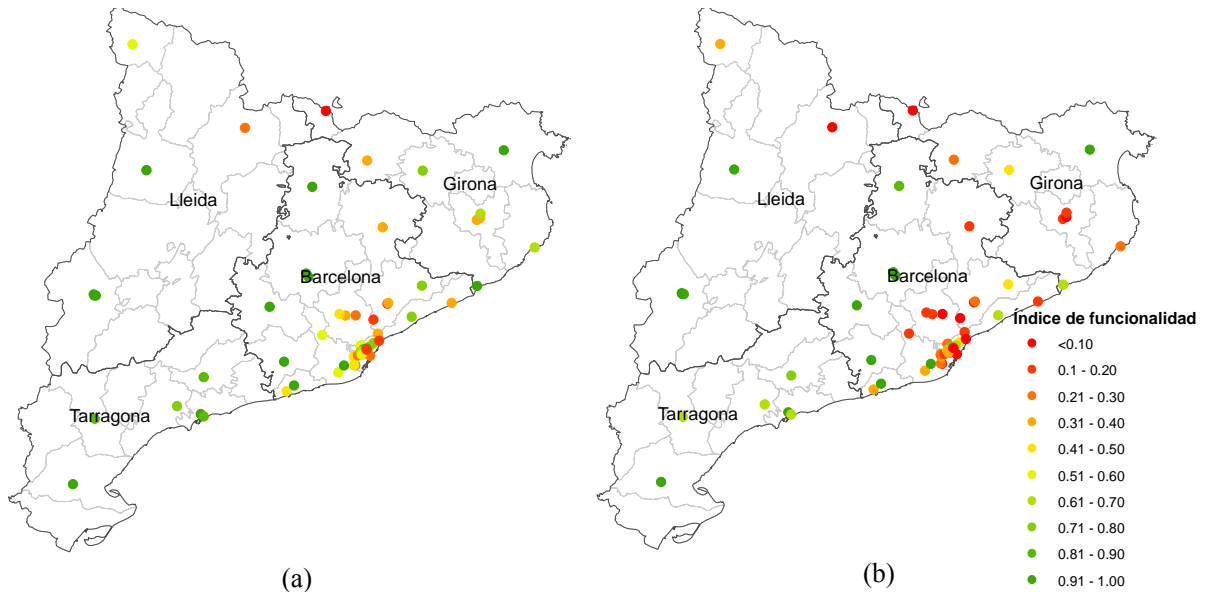 Lleida
Girona
Barcelona
Tarragona
(a)
Lleida
Girona
Barcelona
Tarragona
(b)
Índice de funcionalidad
<0.10
0.1 - 0.20
0.21 - 0.30
0.31 - 0.40
0.41 - 0.50
0.51 - 0.60
0.61 - 0.70
0.71 - 0.80
0.81 - 0.90
0.91 - 1.00